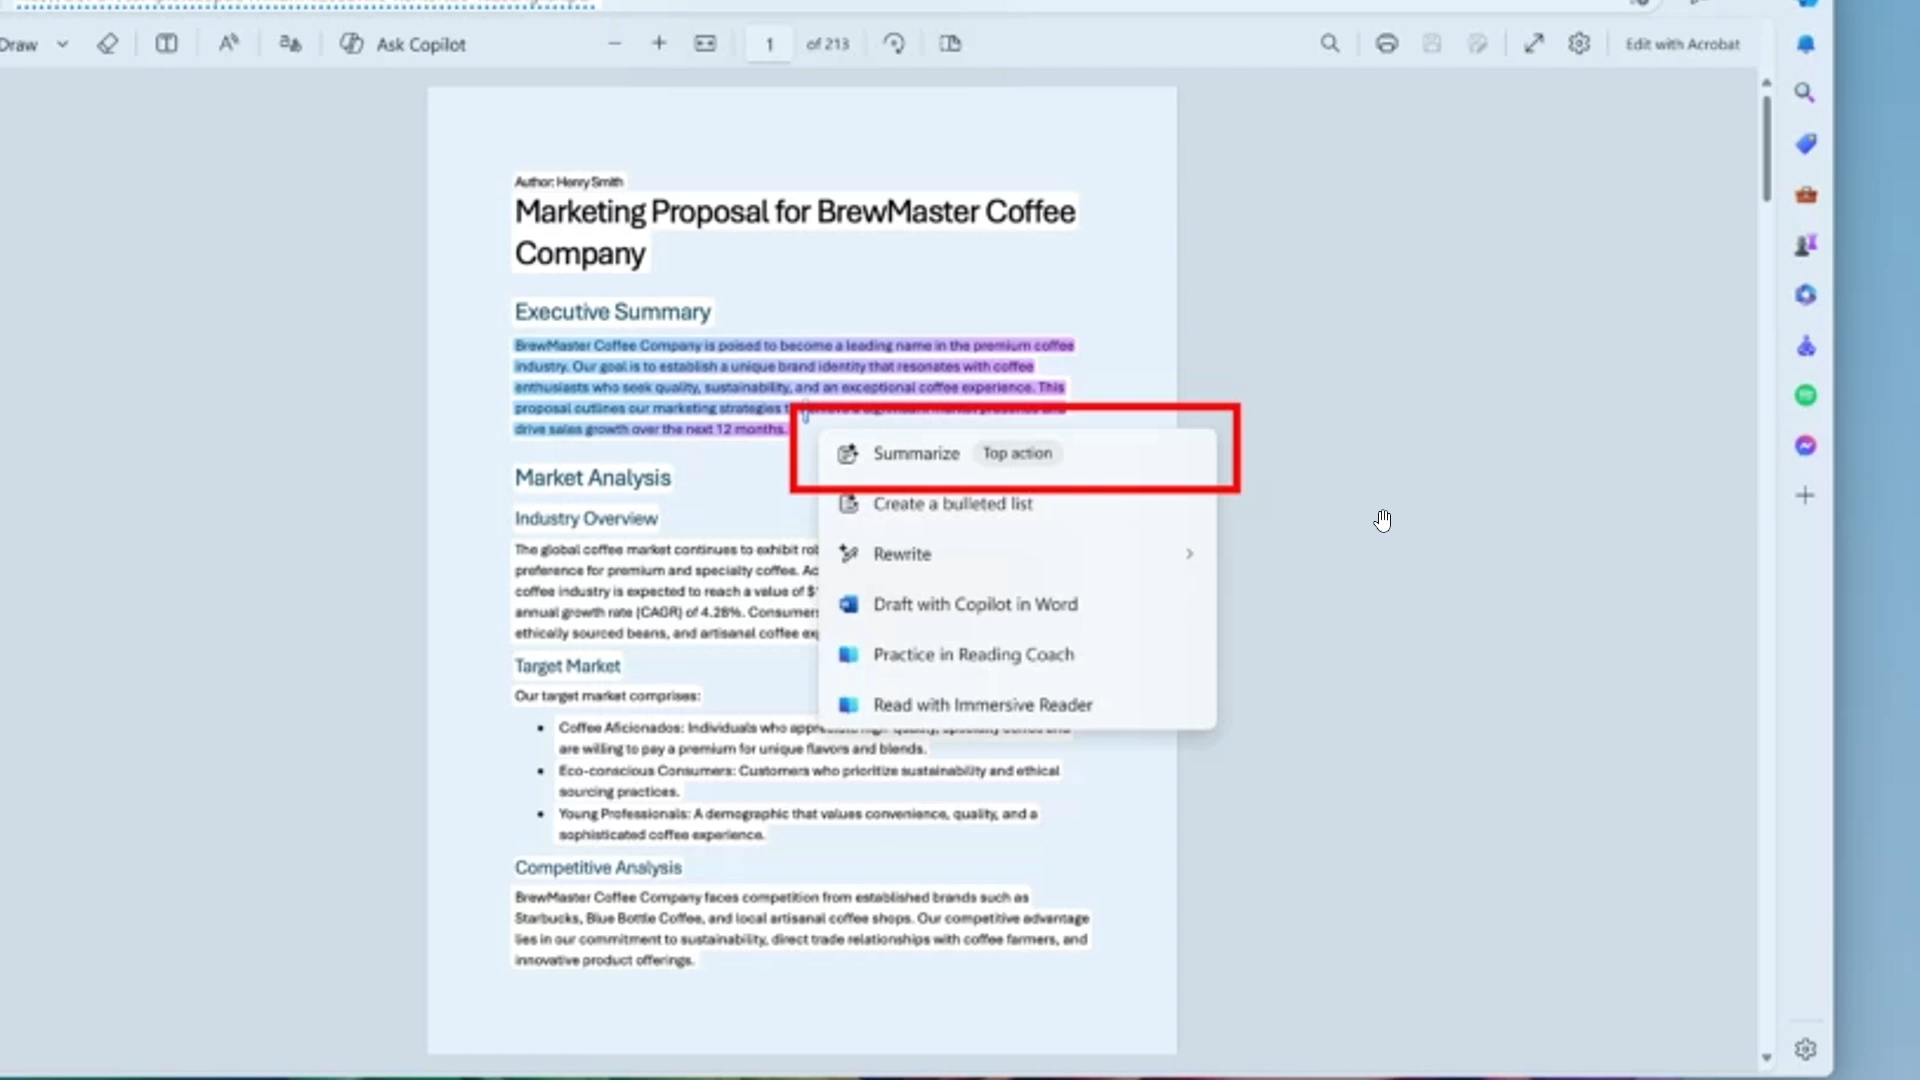 Draw
Ask Copilot
1 of 213
Edit with Acrobat
Author: Henry Smith
Marketing Proposal for BrewMaster Coffee
Company
Executive Summary
BrewMaster Coffee Company is poised to become a leading name in the premium coffee
industry. Our goal is to establish a unique brand identity that resonates with coffee
enthusiasts who seek quality, sustainability, and an exceptional coffee experience. This
proposal outlines our marketing strategies
drive sales growth over the next 12 months.
Summarize Top action
Create a bulleted list
Rewrite
Draft with Copilot in Word
Practice in Reading Coach
Read with Immersive Reader
Market Analysis
Industry Overview
The global coffee market continues to exhibit
preference for premium and specialty coffee.
coffee industry is expected to reach a value of
annual growth rate (CAGR) of 4.28%. Consumers
ethically sourced beans, and artisanal coffee
Target Market
Our target market comprises:
• Coffee Aficionados: Individuals who
are willing to pay a premium for unique flavors and blends.
• Eco-conscious Consumers: Customers who prioritize sustainability and ethical
sourcing practices.
• Young Professionals: A demographic that values convenience, quality, and a
sophisticated coffee experience.
Competitive Analysis
BrewMaster Coffee Company faces competition from established brands such as
Starbucks, Blue Bottle Coffee, and local artisanal coffee shops. Our competitive advantage
lies in our commitment to sustainability, direct trade relationships with coffee farmers, and
innovative product offerings.